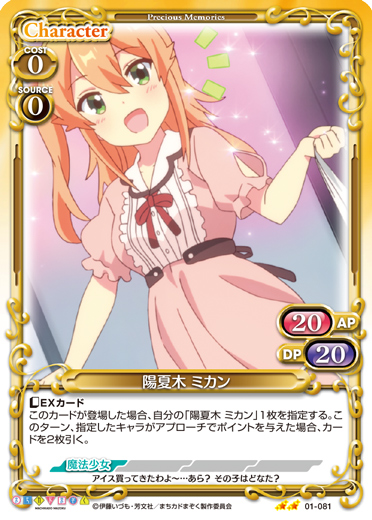 Precious Memories
Character
COST
0
SOURCE
0
20 AP
DP 20
陽夏木 ミカン
EXカード
このカードが登場した場合、自分の「陽夏木 ミカン」1枚を指定する。こ
のターン、指定したキャラがアプローチでポイントを与えた場合、カー
ドを2枚引く。
魔法少女
アイス買ってきたわよ〜…あら? その子はどなた?
©伊藤いづも・芳文社/まちカドまぞく製作委員会
01-081